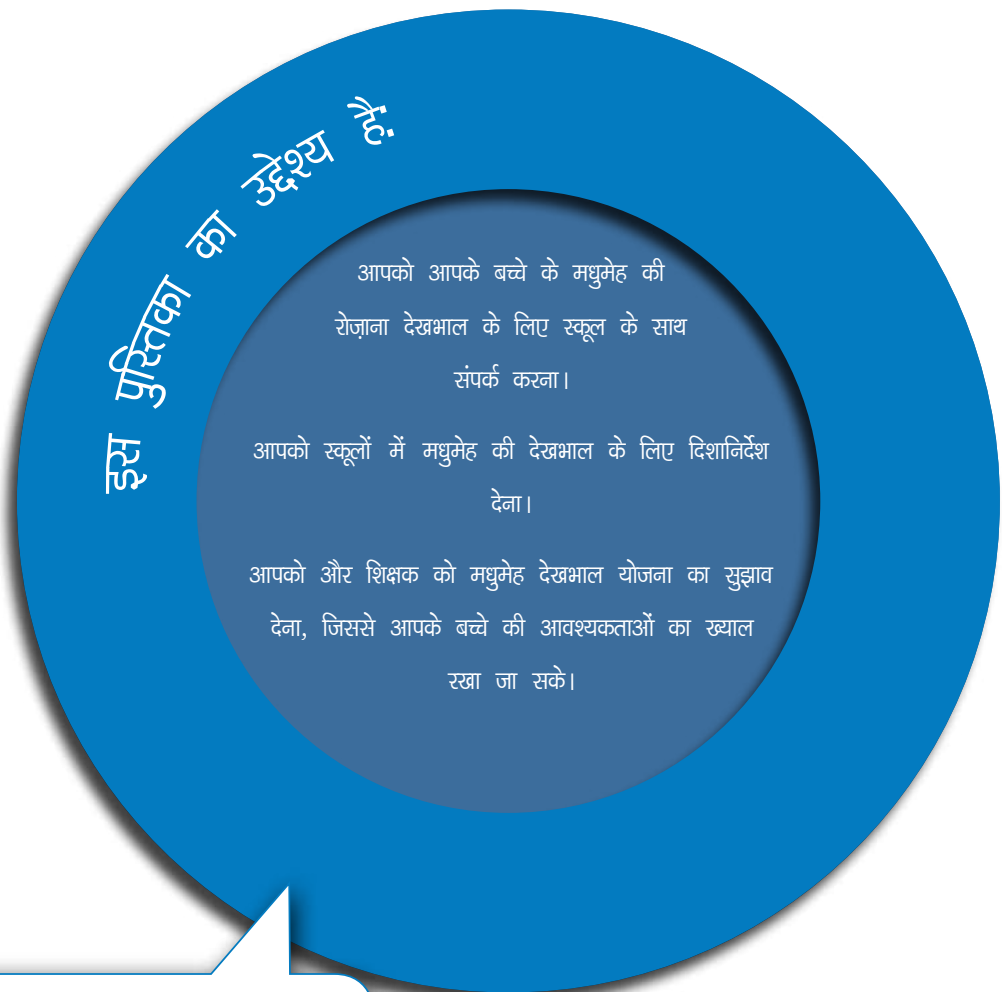 इस पुस्तिका का उद्देश्य है:
आपको आपके बच्चे के मधुमेह की
रोज़ाना देखभाल के लिए स्कूल के साथ
संपर्क करना।
आपको स्कूलों में मधुमेह की देखभाल के लिए दिशानिर्देश
देना।
आपको और शिक्षक को मधुमेह देखभाल योजना का सुझाव
देना, जिससे आपके बच्चे की आवश्यकताओं का ख्याल
रखा जा सके।